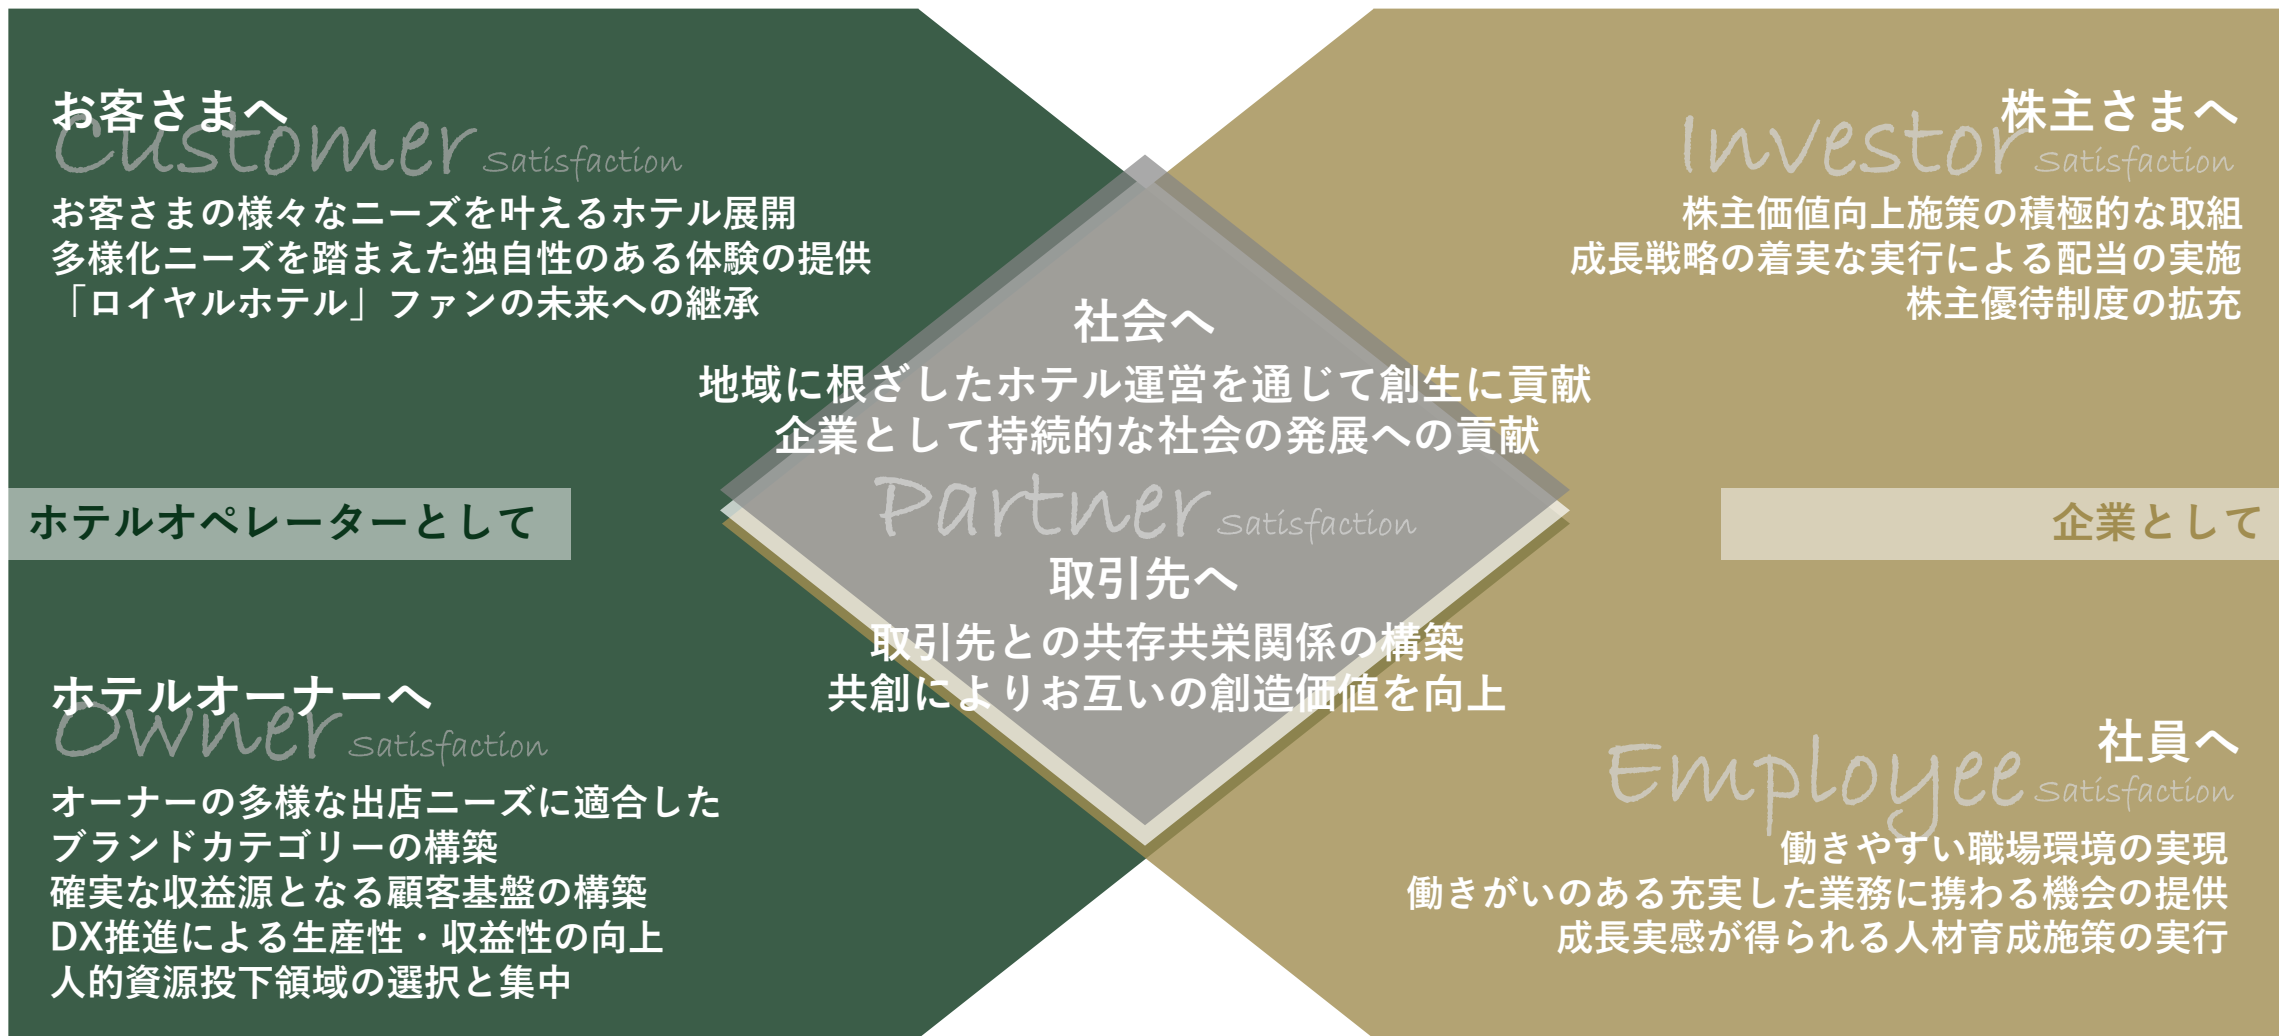 お客さまへ
Customer Satisfaction
お客さまの様々なニーズを叶えるホテル展開
多様化ニーズを踏まえた独自性のある体験の提供
「ロイヤルホテル」ファンの未来への継承
ホテルオペレーターとして
ホテルオーナーへ
Owner Satisfaction
オーナーの多様な出店ニーズに適合した
ブランドカテゴリーの構築
確実な収益源となる顧客基盤の構築
DX推進による生産性・収益性の向上
人的資源投下領域の選択と集中
社会へ
地域に根ざしたホテル運営を通じて創生に貢献
企業として持続的な社会の発展への貢献
Partner Satisfaction
取引先へ
取引先との共存共栄関係の構築
共創によりお互いの創造価値を向上
株主さまへ
Investor Satisfaction
株主価値向上施策の積極的な取組
成長戦略の着実な実行による配当の実施
株主優待制度の拡充
企業として
社員へ
Employee Satisfaction
働きやすい職場環境の実現
働きがいのある充実した業務に携わる機会の提供
成長実感が得られる人材育成施策の実行